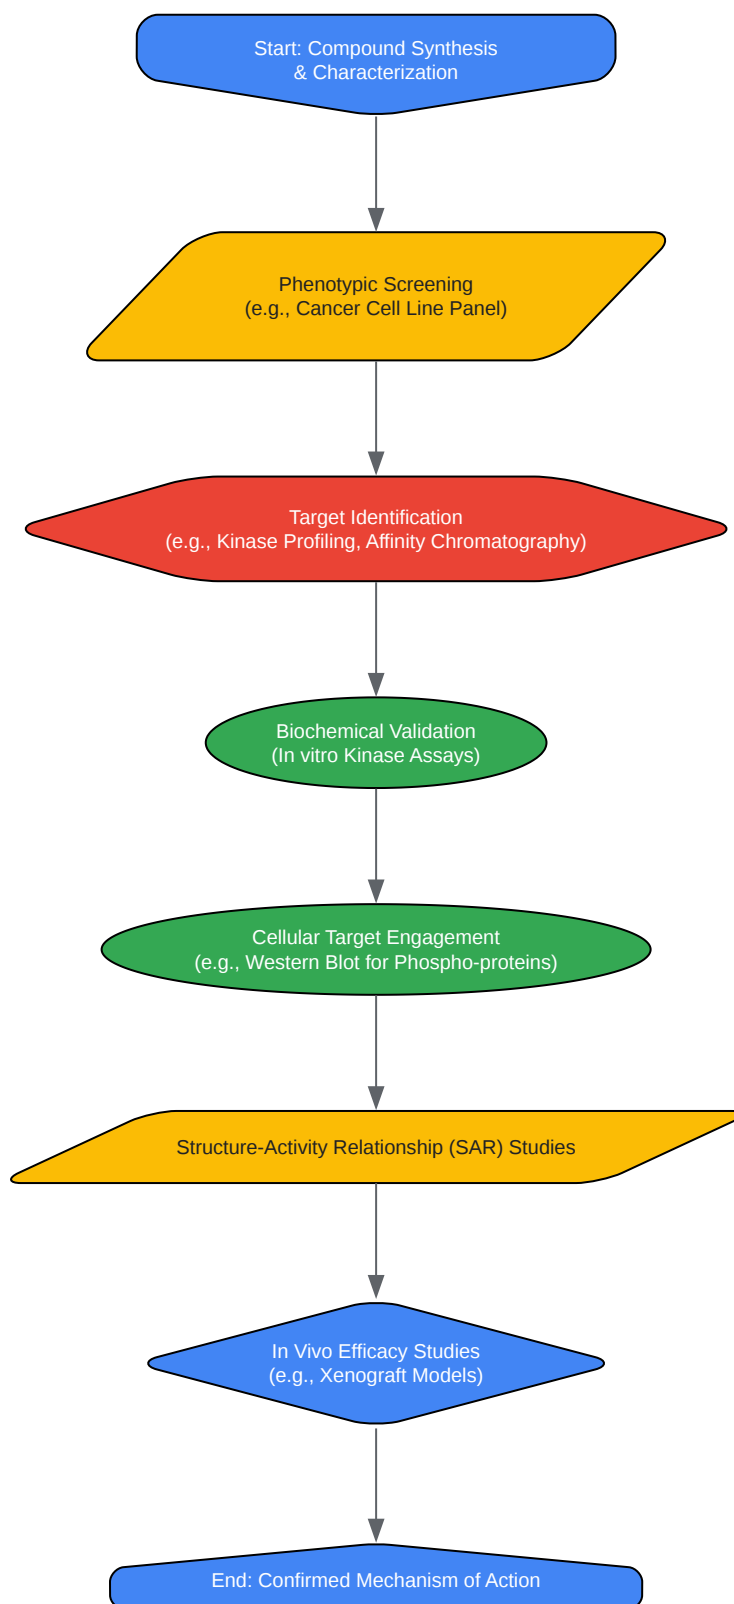 Start: Compound Synthesis
& Characterization
Phenotypic Screening
(e.g., Cancer Cell Line Panel)
Target Identification
(e.g., Kinase Profiling, Affinity Chromatography)
Biochemical Validation
(In vitro Kinase Assays)
Cellular Target Engagement
(e.g., Western Blot for Phospho-proteins)
Structure-Activity Relationship (SAR) Studies
In Vivo Efficacy Studies
(e.g., Xenograft Models)
End: Confirmed Mechanism of Action